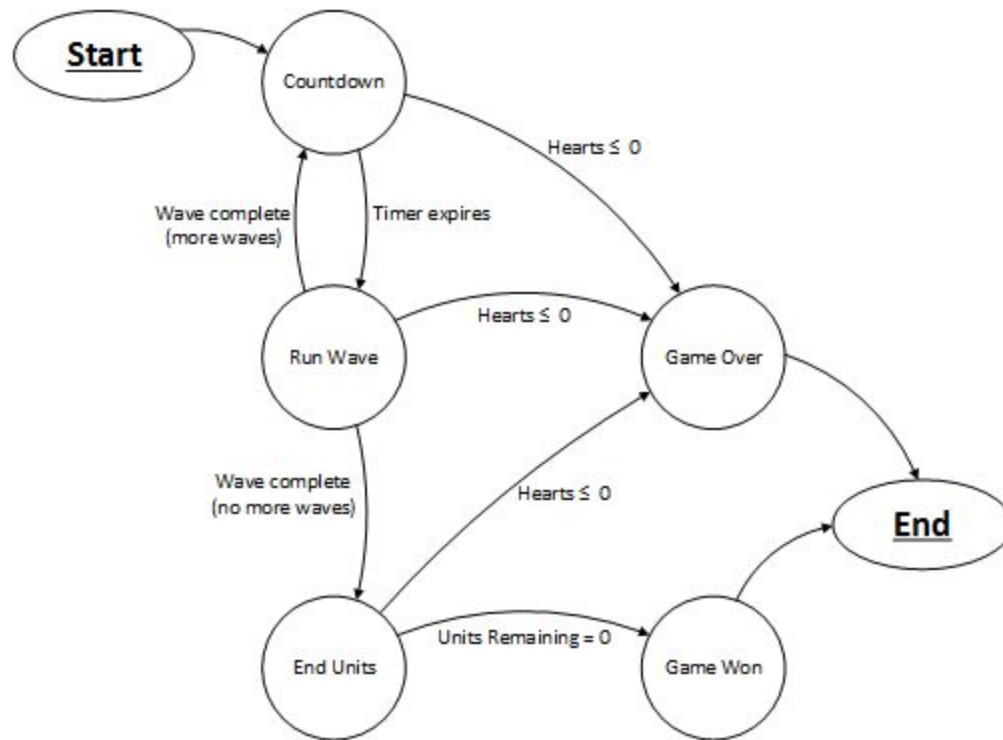 Start
Countdown
Hearts ≤ 0
Wave complete
(more waves)
Timer expires
Run Wave
Hearts ≤ 0
Game Over
Wave complete
(no more waves)
Hearts ≤ 0
End
End Units
Units Remaining = 0
Game Won